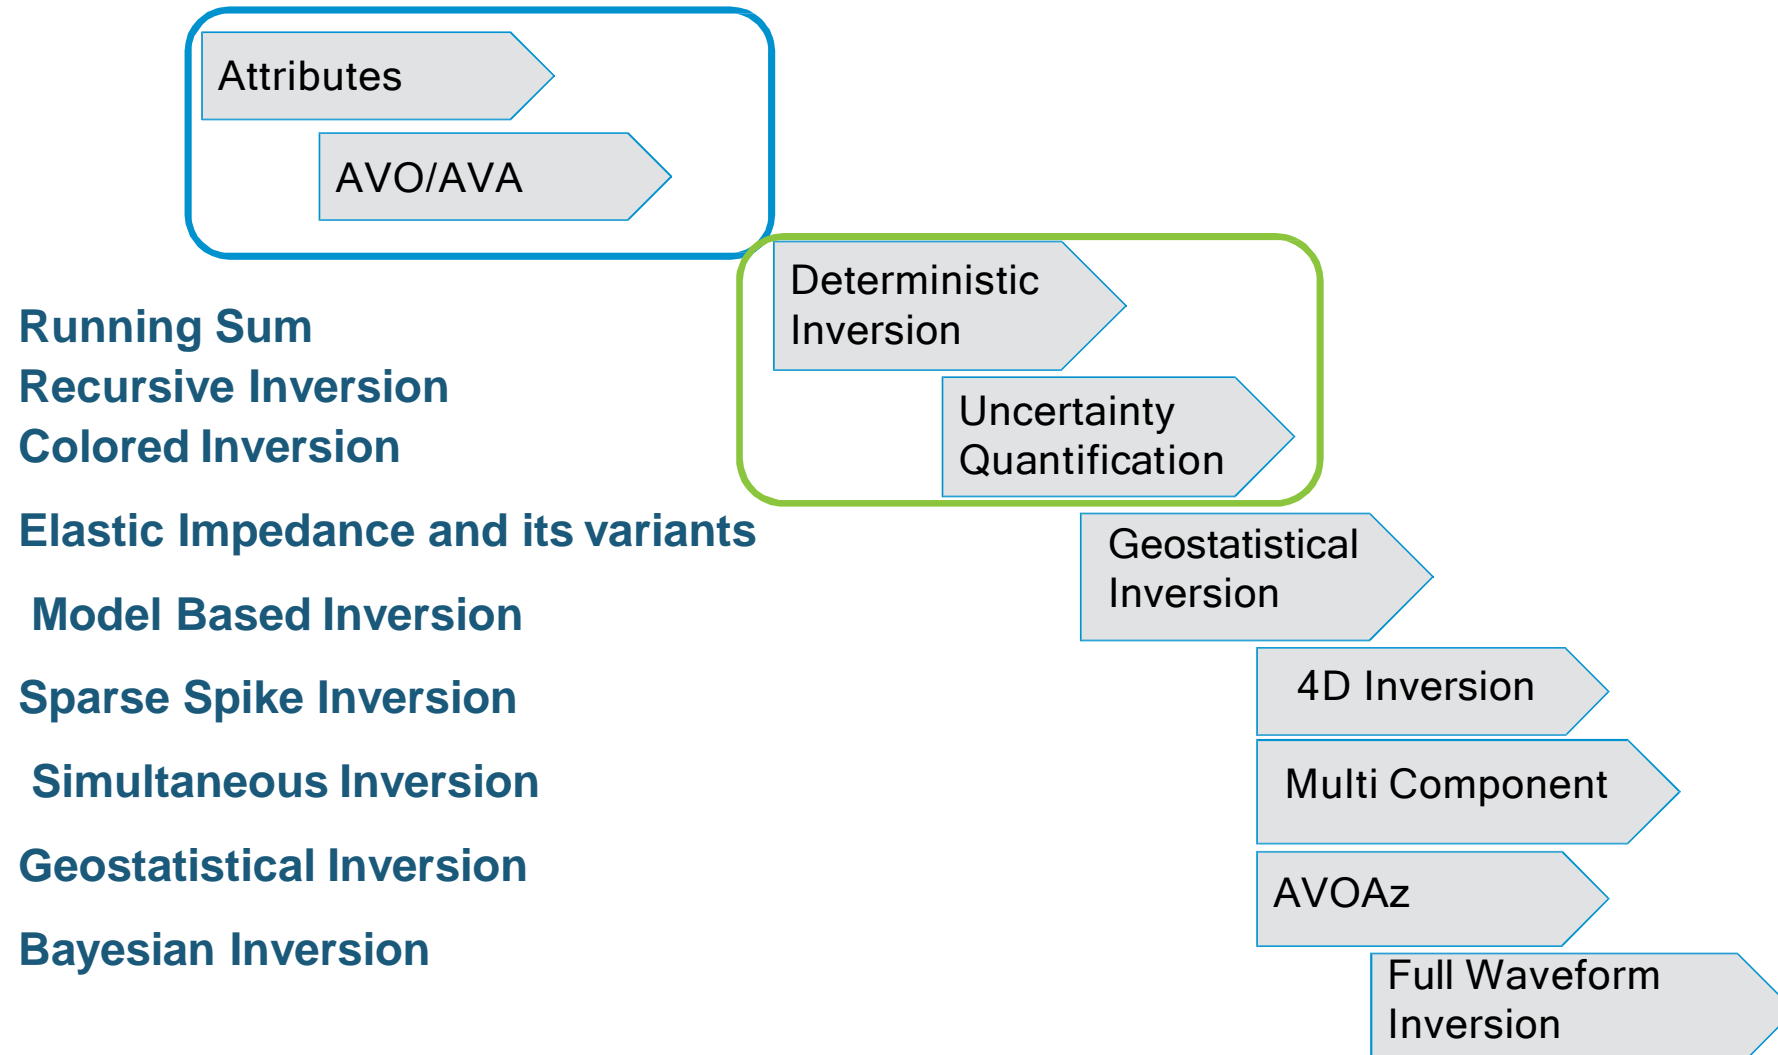 Attributes
AVO/AVA
Deterministic
Inversion
Uncertainty
Quantification
Geostatistical
Inversion
4D Inversion
Multi Component
AVOAz
Full Waveform
Inversion
Running Sum
Recursive Inversion
Colored Inversion
Elastic Impedance and its variants
Model Based Inversion
Sparse Spike Inversion
Simultaneous Inversion
Geostatistical Inversion
Bayesian Inversion